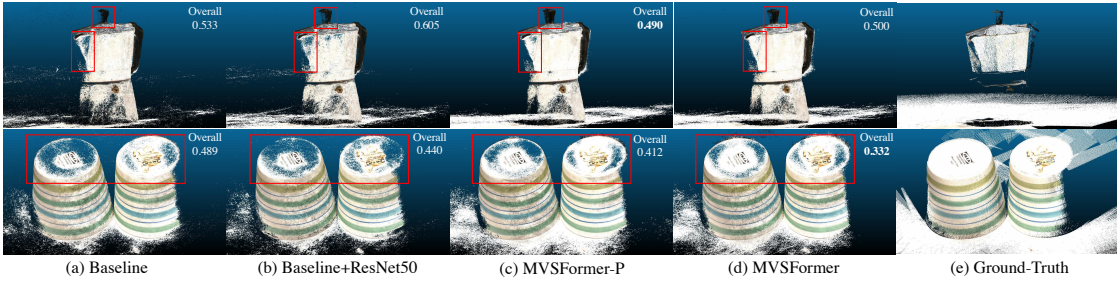 Overall
0.533
Overall
0.605
Overall
0.490
Overall
0.500
Overall
0.489
Overall
0.440
Overall
0.412
Overall
0.332
(a) Baseline
(b) Baseline+ResNet50
(c) MVSFormer-P
(d) MVSFormer
(e) Ground-Truth